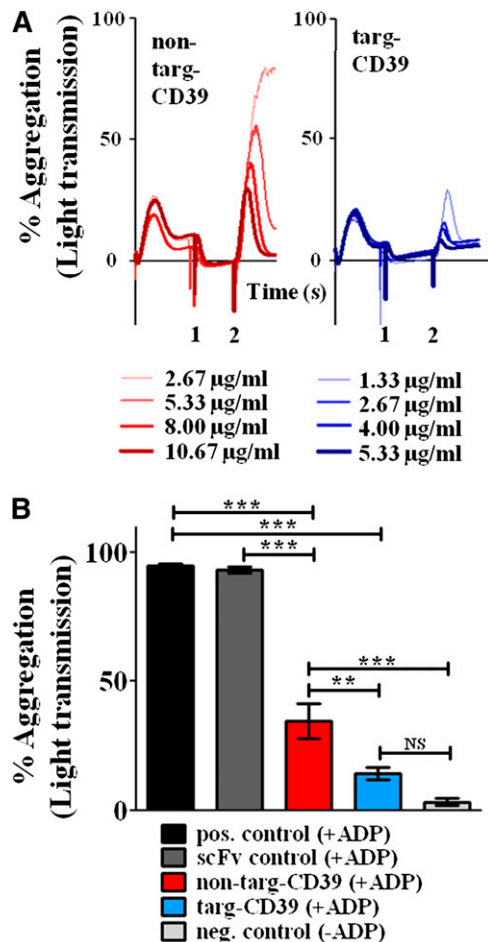 A
% Aggregation
(Light transmission)
100
50
0
non-
targ-
CD39
targ-
CD39
100
50
0
Time (s)
1 2
1 2
2.67 µg/ml
5.33 µg/ml
8.00 µg/ml
10.67 µg/ml
1.33 µg/ml
2.67 µg/ml
4.00 µg/ml
5.33 µg/ml
B
% Aggregation
(Light transmission)
100
50
0
***
***
***
***
**
NS
pos. control (+ADP)
scFv control (+ADP)
non-targ-CD39 (+ADP)
targ-CD39 (+ADP)
neg. control (-ADP)